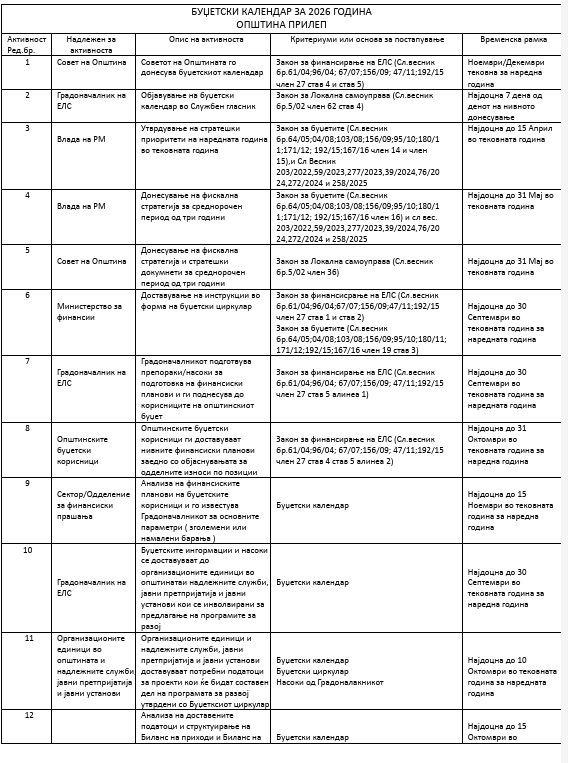 БУЏЕТСКИ КАЛЕНДАР ЗА 2026 ГОДИНА
ОПШТИНА ПРИЛЕП
Активност Ред.бр.
Надлежен за активноста
Опис на активноста
Критериуми или основа за постапување
Временска рамка
1
Совет на Општина
Советот на Општината го
донесува буџетскиот каленадар
Закон за финансирање на ЕЛС (Сл.весник
бр.61/04;96/04; 67/07;156/09; 47/11;192/15
член 27 став 4 и став 5)
Ноември/Декември
тековна за наредна
година
2
Градоначалник на
ЕЛС
Објавување на буџетски
календар во Службен гласник
Закон за Локална самоуправа (Сл.весник
бр.5/02 член 62 став 4)
Најдоцна 7 дена од
денот на нивното
донесување
3
Влада на РМ
Утврдување на стратешки
приоритети на наредната година
во тековната година
Закон за буџетите (Сл.весник
бр.64/05;04/08;103/08;156/09;95/10;180/1
1;171/12; 192/15;167/16 член 14 и член
15),и Сл Весник
203/2022,59/2023,277/2023,39/2024,76/20
24,272/2024 и 258/2025
Најдоцна до 15 Април
во тековната година
4
Влада на РМ
Донесување на фискална
стратегија за среднорочен
период од три години
Закон за буџетите (Сл.весник
бр.64/05;04/08;103/08;156/09;95/10;180/1
1;171/12; 192/15;167/16 член 16) и сл вес.
203/2022,59/2023,277/2023,39/2024,76/20
24,272/2024 и 258/2025
Најдоцна до 31 Мај во
тековната година
5
Совет на Општина
Донесување на фискална
стратегија и стратешки
докумнети за среднорочен
период од три години
Закон за Локална самоуправа (Сл.весник
бр.5/02 член 36)
Најдоцна до 31 Мај во
тековната година
6
Министерство за
финансии
Доставување на инструкции во
форма на буџетски циркулар
Закон за финансисрање на ЕЛС (Сл.весник
бр.61/04;96/04;67/07;156/09;47/11;192/15
член 27 став 1 и став 2)
Закон за буџетите (Сл.весник
бр.64/05;04/08;103/08;156/09;95/10;180/11;
171/12;192/15;167/16 член 19 став 3)
Најдоцна до 30
Септември во
тековната година за
наредната година
7
Градоначалник на
ЕЛС
Градоначалникот подготвува
препораки/насоки за
подготовка на финансиски
планови и ги поднесува до
корисниците на општинскиот
буџет
Закон за финансирање на ЕЛС (Сл.весник
бр.61/04;96/04; 67/07;156/09; 47/11;192/15
член 27 став 5 алинеа 1)
Најдоцна до 30
Септември во
тековната година за
наредната година
8
Општинските
буџетски
корисници
Општинските буџетски
корисници ги доставуваат
нивните финансиски планови
заедно со објаснувањата за
одделните износи по позиции
Закон за финансирање на ЕЛС (Сл.весник
бр.61/04;96/04; 67/07;156/09; 47/11;192/15
член 27 став 4 став 5 алинеа 2)
Најдоцна до 31
Октомври во
тековната година за
наредната година
9
Сектор/Одделение
за финансиски
прашања
Анализа на финансиските
планови на буџетските
корисници и го известува
Градоначалникот за основните
параметри ( зголемени или
намалени барања )
Буџетски календар
Најдоцна до 15
Ноември во тековната
година за наредна
година
10
Градоначалник на
ЕЛС
Буџетските ингормации и насоки
се доставуваат до
организационите единици во
општинатаи надлежните служби,
јавни претпријатија и јавни
установи кои се инволвирани за
предлагање на програмите за
разој
Буџетски календар
Најдоцна до 30
Септември во
тековната година за
наредна година
11
Организационите
единици во
општината и
надлежните служби,
јавни претпријатија
и јавни установи
Организационите единици и
надлежните служби, јавни
претпријатија и јавни установи
доставуваат потребни податоци
за проекти кои ќе бидат составен
дел на програмата за развој
утврдени со Буџеткскиот циркулар
Буџетски календар
Буџетски циркулар
Насоки од Градоналакникот
Најдоцна до 10
Октомври во тековната
година за наредната
година
12
Анализа на доставените
податоци и структуирање на
Биланс на приходи и Биланс на
Буџетски календар
Најдоцна до 15
Октомври во